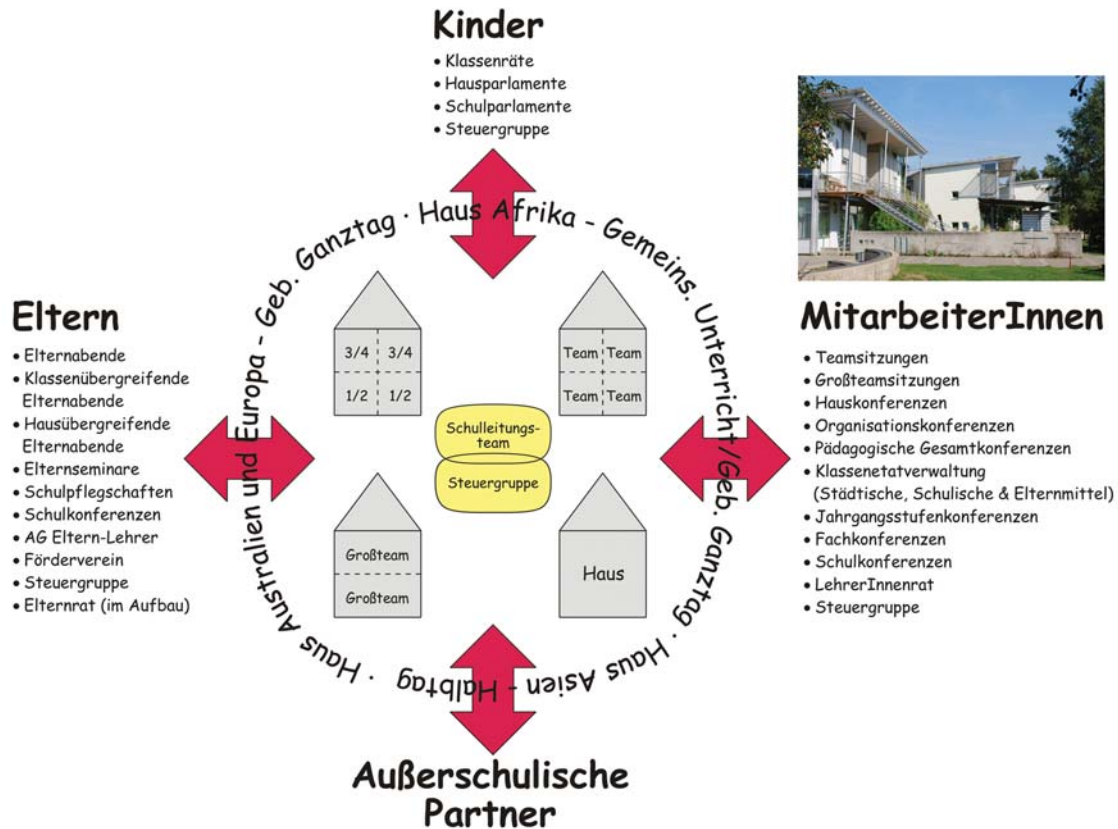 Kinder
• Klassenräte
• Hausparlamente
• Schulparlamente
• Steuergruppe
Haus Afrika - Gemeins. Unterricht/Geb. Ganztag · Haus Asien - Halbtag · Haus Australien und Europa - Geb. Ganztag ·
Eltern
• Elternabende
• Klassenübergreifende
Elternabende
• Hausübergreifende
Elternabende
• Elternseminare
• Schulpflegschaften
• Schulkonferenzen
• AG Eltern-Lehrer
• Förderverein
• Steuergruppe
• Elternrat (im Aufbau)
3/4 3/4
1/2 1/2
Team Team
Team Team
Schulleitungs-
team
Steuergruppe
Großteam
Großteam
Haus
MitarbeiterInnen
• Teamsitzungen
• Großteamsitzungen
• Hauskonferenzen
• Organisationskonferenzen
• Pädagogische Gesamtkonferenzen
• Klassenetatverwaltung
(Städtische, Schulische & Elternmittel)
• Jahrgangsstufenkonferenzen
• Fachkonferenzen
• Schulkonferenzen
• LehrerInnenrat
• Steuergruppe
Außerschulische
Partner